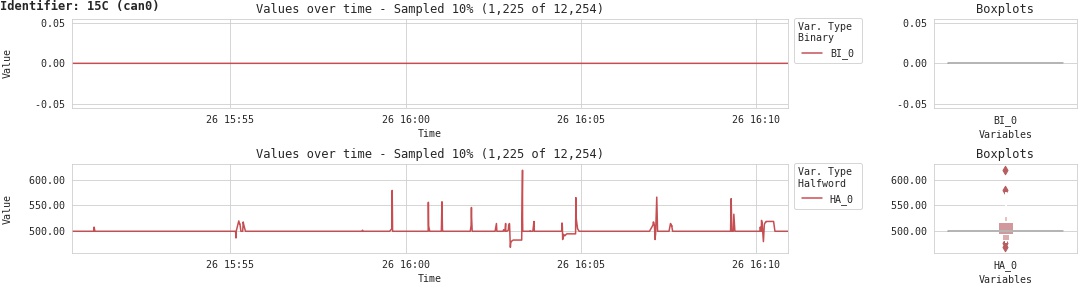 Identifier: 15C (can0)
Values over time - Sampled 10% (1,225 of 12,254)
Boxplots
0.05
0.00
-0.05
Value
26 15:55
26 16:00
26 16:05
26 16:10
Time
Var. Type
Binary
BI_0
0.05
0.00
-0.05
BI_0
Variables
Values over time - Sampled 10% (1,225 of 12,254)
Boxplots
600.00
550.00
500.00
Value
26 15:55
26 16:00
26 16:05
26 16:10
Time
Var. Type
Halfword
HA_0
600.00
550.00
500.00
HA_0
Variables